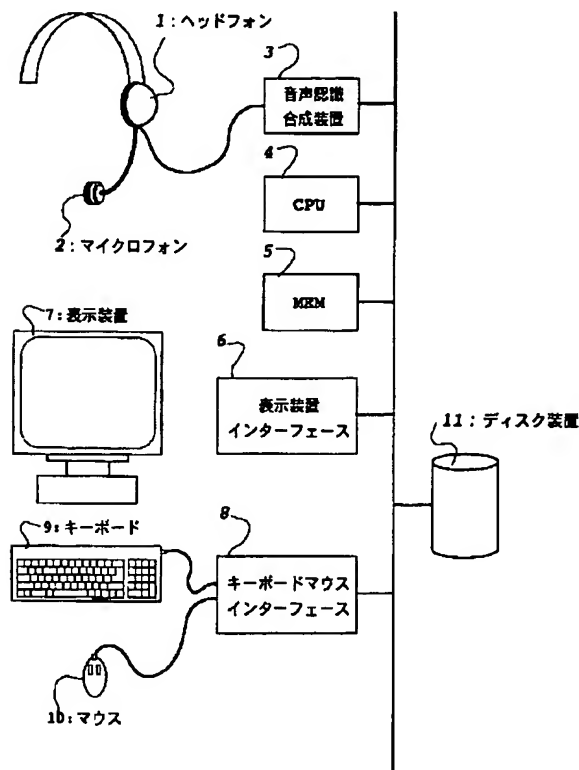 1:ヘッドフォン
3
音声認識
合成装置
4
CPU
2:マイクロフォン
5
MEM
7:表示装置
6
表示装置
インターフェース
11:ディスク装置
9:キーボード
8
キーボードマウス
インターフェース
10:マウス